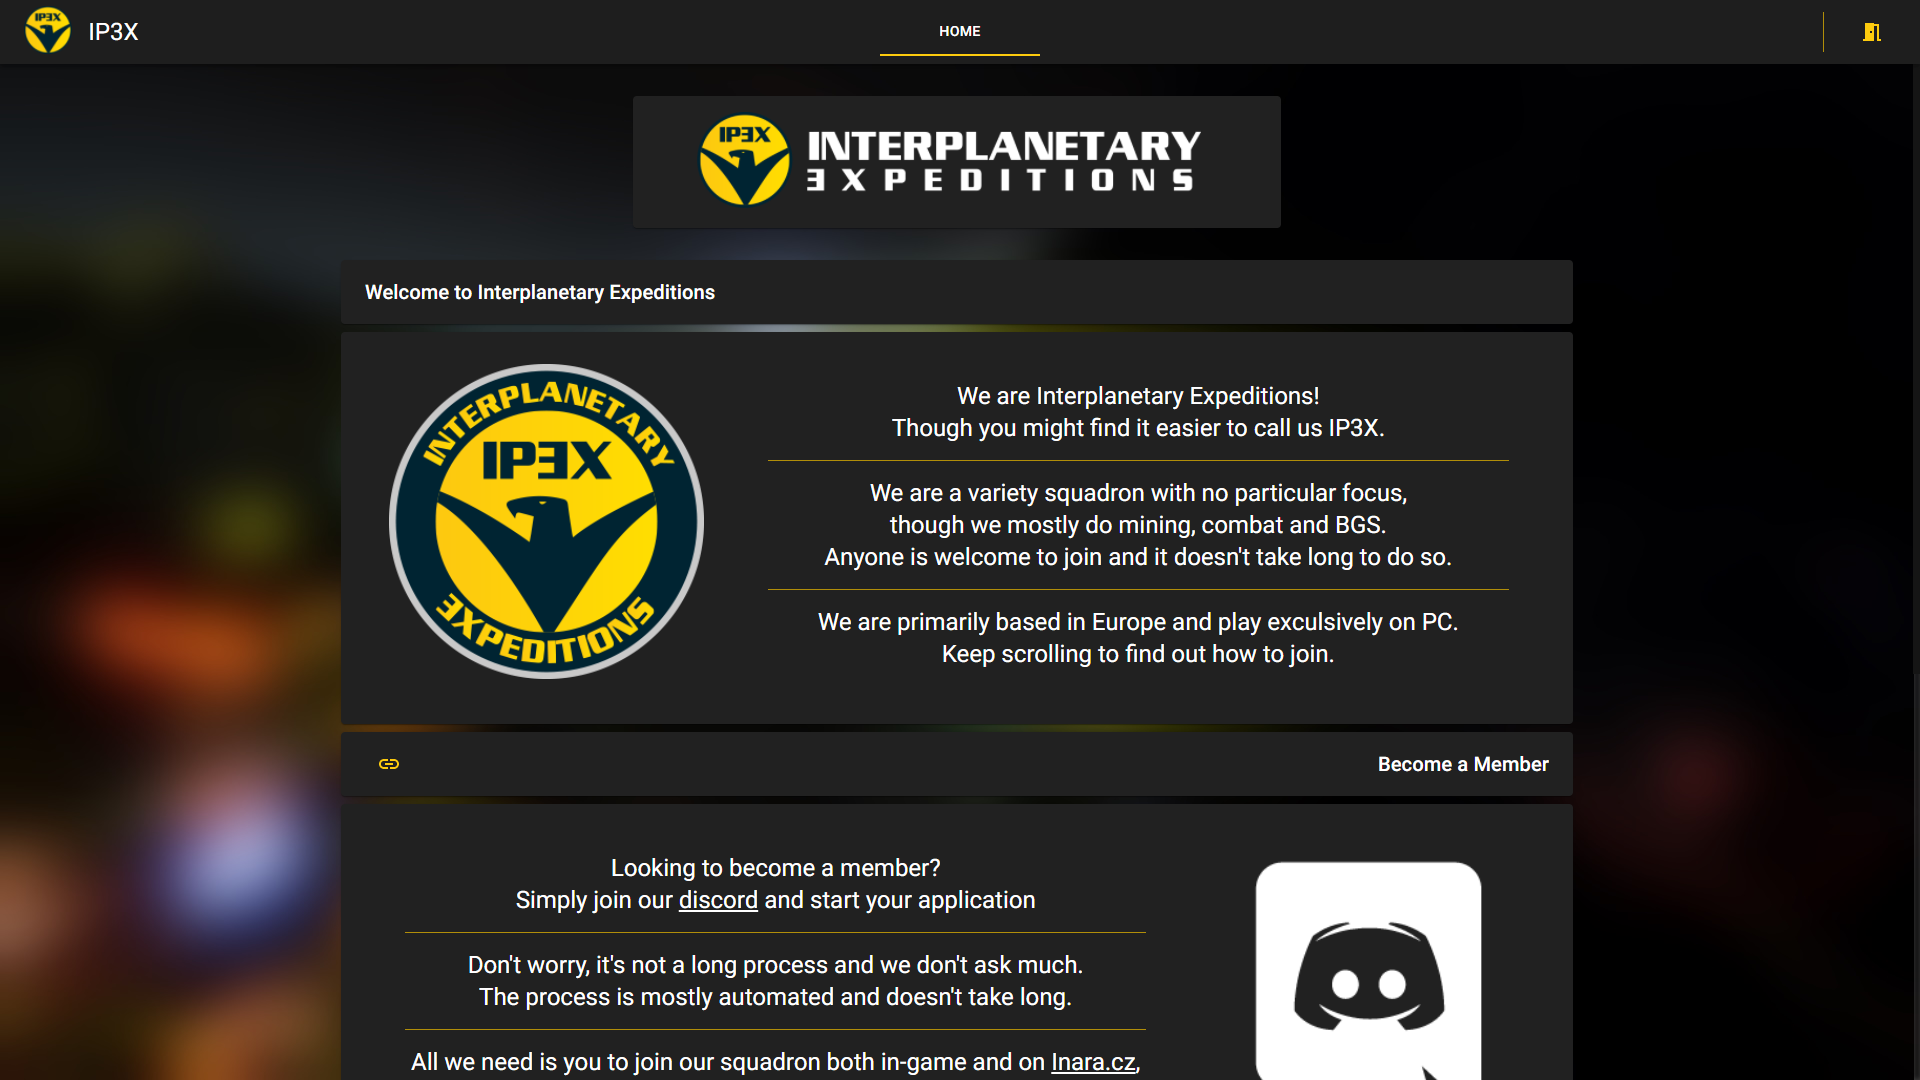 IP3X
IP3X
HOME
IP3X
INTERPLANETARY
ƎXPEDITIONS
Welcome to Interplanetary Expeditions
INTERPLANETARY
IPƎX
ƎXPEDITIONS
We are Interplanetary Expeditions!
Though you might find it easier to call us IP3X.
We are a variety squadron with no particular focus,
though we mostly do mining, combat and BGS.
Anyone is welcome to join and it doesn't take long to do so.
We are primarily based in Europe and play exculsively on PC.
Keep scrolling to find out how to join.
Become a Member
Looking to become a member?
Simply join our discord and start your application
Don't worry, it's not a long process and we don't ask much.
The process is mostly automated and doesn't take long.
All we need is you to join our squadron both in-game and on Inara.cz,